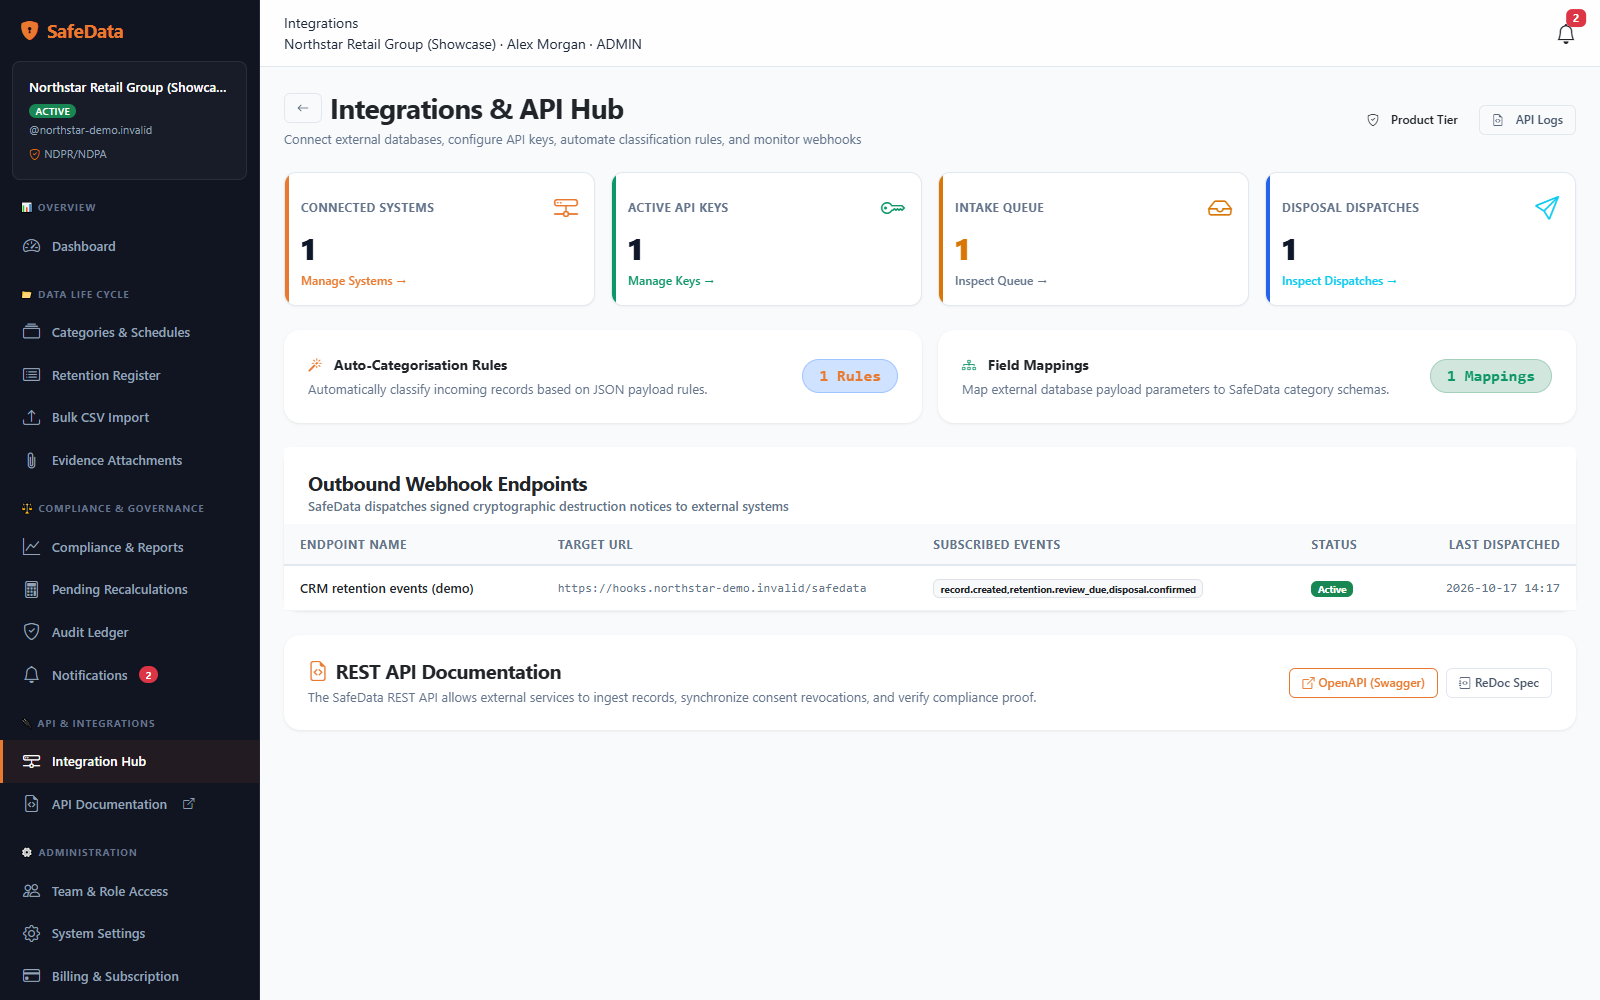 SafeData
Northstar Retail Group (Showca...
ACTIVE
@northstar-demo.invalid
NDPR/NDPA
OVERVIEW
Dashboard
DATA LIFE CYCLE
Categories & Schedules
Retention Register
Bulk CSV Import
Evidence Attachments
COMPLIANCE & GOVERNANCE
Compliance & Reports
Pending Recalculations
Audit Ledger
Notifications 2
API & INTEGRATIONS
Integration Hub
API Documentation
ADMINISTRATION
Team & Role Access
System Settings
Billing & Subscription
Integrations
Northstar Retail Group (Showcase) · Alex Morgan · ADMIN
2
← Integrations & API Hub
Connect external databases, configure API keys, automate classification rules, and monitor webhooks
Product Tier
API Logs
CONNECTED SYSTEMS
1
Manage Systems →
ACTIVE API KEYS
1
Manage Keys →
INTAKE QUEUE
1
Inspect Queue →
DISPOSAL DISPATCHES
1
Inspect Dispatches →
Auto-Categorisation Rules
Automatically classify incoming records based on JSON payload rules.
1 Rules
Field Mappings
Map external database payload parameters to SafeData category schemas.
1 Mappings
Outbound Webhook Endpoints
SafeData dispatches signed cryptographic destruction notices to external systems
ENDPOINT NAME TARGET URL SUBSCRIBED EVENTS STATUS LAST DISPATCHED
CRM retention events (demo) https://hooks.northstar-demo.invalid/safedata record.created,retention.review_due,disposal.confirmed Active 2026-10-17 14:17
REST API Documentation
The SafeData REST API allows external services to ingest records, synchronize consent revocations, and verify compliance proof.
OpenAPI (Swagger)
ReDoc Spec